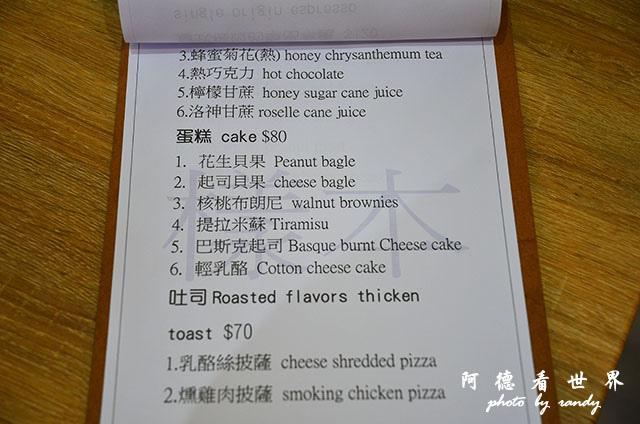 single origin espresso
3.蜂蜜菊花(熱) honey chrysanthemum tea
4.熱巧克力 hot chocolate
5.檸檬甘蔗 honey sugar cane juice
6.洛神甘蔗 roselle cane juice
蛋糕 cake $80
1. 花生貝果 Peanut bagle
2. 起司貝果 cheese bagle
3. 核桃布朗尼 walnut brownies
4. 提拉米蘇 Tiramisu
5. 巴斯克起司 Basque burnt Cheese cake
6. 輕乳酪 Cotton cheese cake
樣木
吐司 Roasted flavors thicken
toast $70
1.乳酪絲披薩 cheese shredded pizza
2.燻雞肉披薩 smoking chicken pizza
阿德看世界
photo by randy